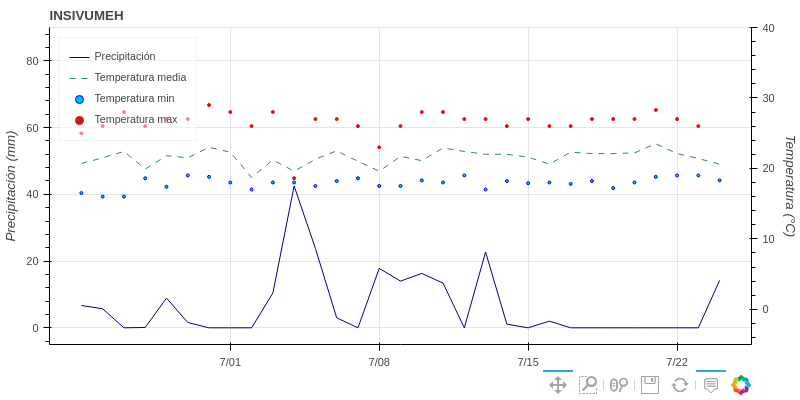 INSIVUMEH
Precipitación
Temperatura media
Temperatura min
Temperatura max
Precipitación (mm)
80
60
40
20
0
Temperatura (°C)
40
30
20
10
0
7/01
7/08
7/15
7/22